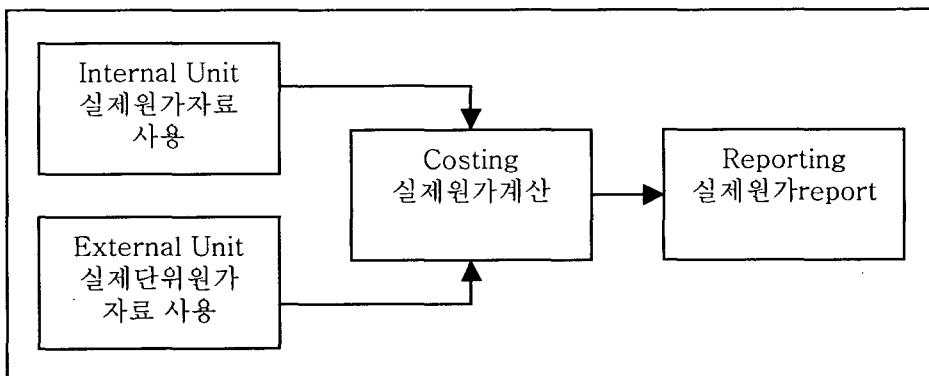 Internal Unit
실제원가자료
사용
External Unit
실제단위원가
자료 사용
Costing
실제원가계산
Reporting
실제원가report